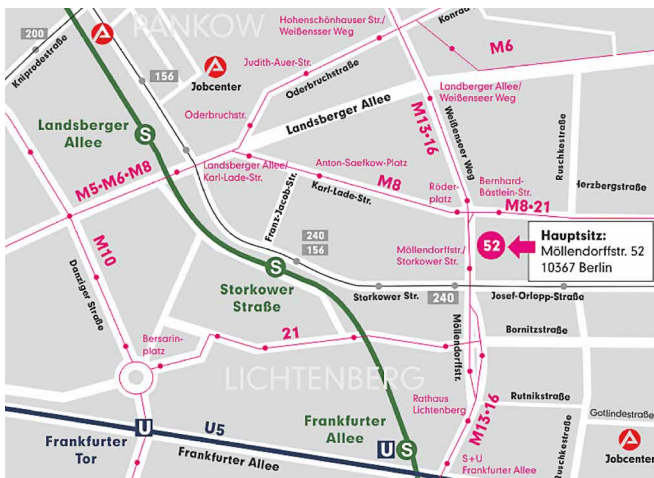 PANKOW
Hohenschönhauser Str./
Weißenseer Weg
Konrad
200
Kniprodestraße
M6
156
Jobcenter
Judith-Auer-Str.
Oderbruchstraße
Oderbruchstr.
Landsberger Allee/
Weißenseer Weg
Landsberger
Allee
S
Landsberger Allee
M13•16
Weißenseer Weg
Ruschkestraße
M5•M6•M8
Landsberger Allee/
Karl-Lade-Str.
Anton-Saefkow-Platz
M8
Karl-Lade-Str.
Franz-Jacob-Str.
Röder-
platz
Bernhard-
Bästlein-Str.
Herzbergstraße
M8•21
M10
Danziger Straße
240
156
Möllendorffstr./
Storkower Str.
52
Hauptsitz:
Möllendorffstr. 52
10367 Berlin
S
Storkower
Straße
Storkower Str.
240
Josef-Orlopp-Straße
Bersarin-
platz
21
Möllendorffstr.
Bornitzstraße
LICHTENBERG
Rathaus
Lichtenberg
M13•16
Rutnikstraße
Gotlindestraße
Ruschkestraße
Jobcenter
Frankfurter
Tor
U
U5
Frankfurter Allee
Frankfurter
Allee
U
S
S+U
Frankfurter Allee